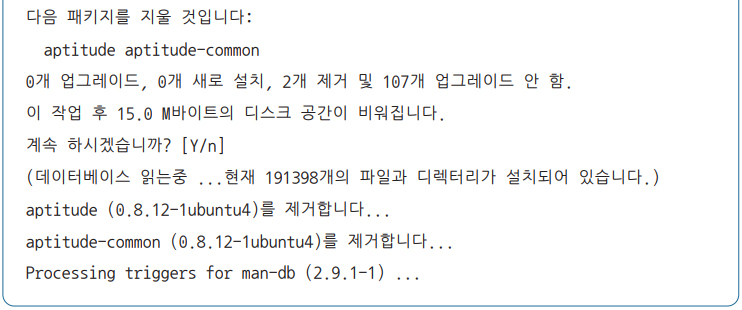 다음 패키지를 지울 것입니다:
aptitude aptitude-common
0개 업그레이드, 0개 새로 설치, 2개 제거 및 107개 업그레이드 안 함.
이 작업 후 15.0 M바이트의 디스크 공간이 비워집니다.
계속 하시겠습니까? [Y/n]
(데이터베이스 읽는중 ...현재 191398개의 파일과 디렉터리가 설치되어 있습니다.)
aptitude (0.8.12-1ubuntu4)를 제거합니다...
aptitude-common (0.8.12-1ubuntu4)를 제거합니다...
Processing triggers for man-db (2.9.1-1) ...